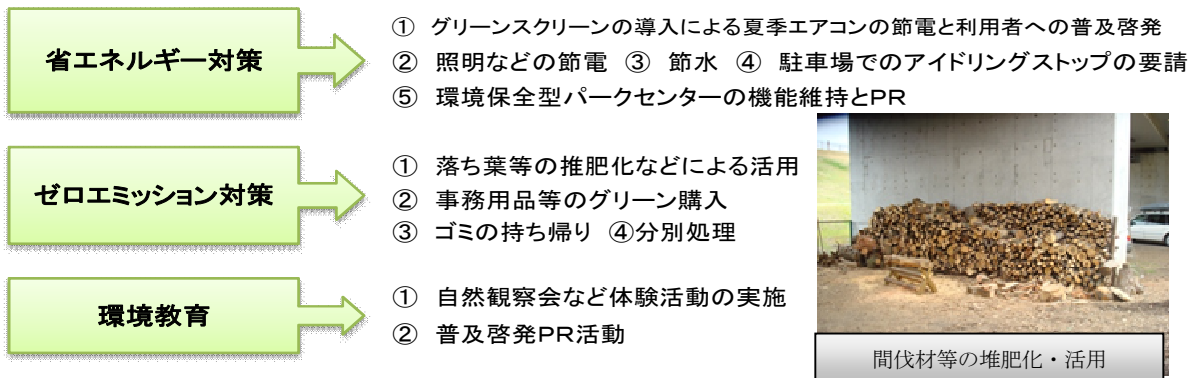 省エネルギー対策
① グリーンスクリーンの導入による夏季エアコンの節電と利用者への普及啓発
② 照明などの節電 ③ 節水 ④ 駐車場でのアイドリングストップの要請
⑤ 環境保全型パークセンターの機能維持とPR
ゼロエミッション対策
① 落ち葉等の推肥化などによる活用
② 事務用品等のグリーン購入
③ ゴミの持ち帰り ④分別処理
環境教育
① 自然観察会など体験活動の実施
② 普及啓発PR活動
間伐材等の堆肥化・活用